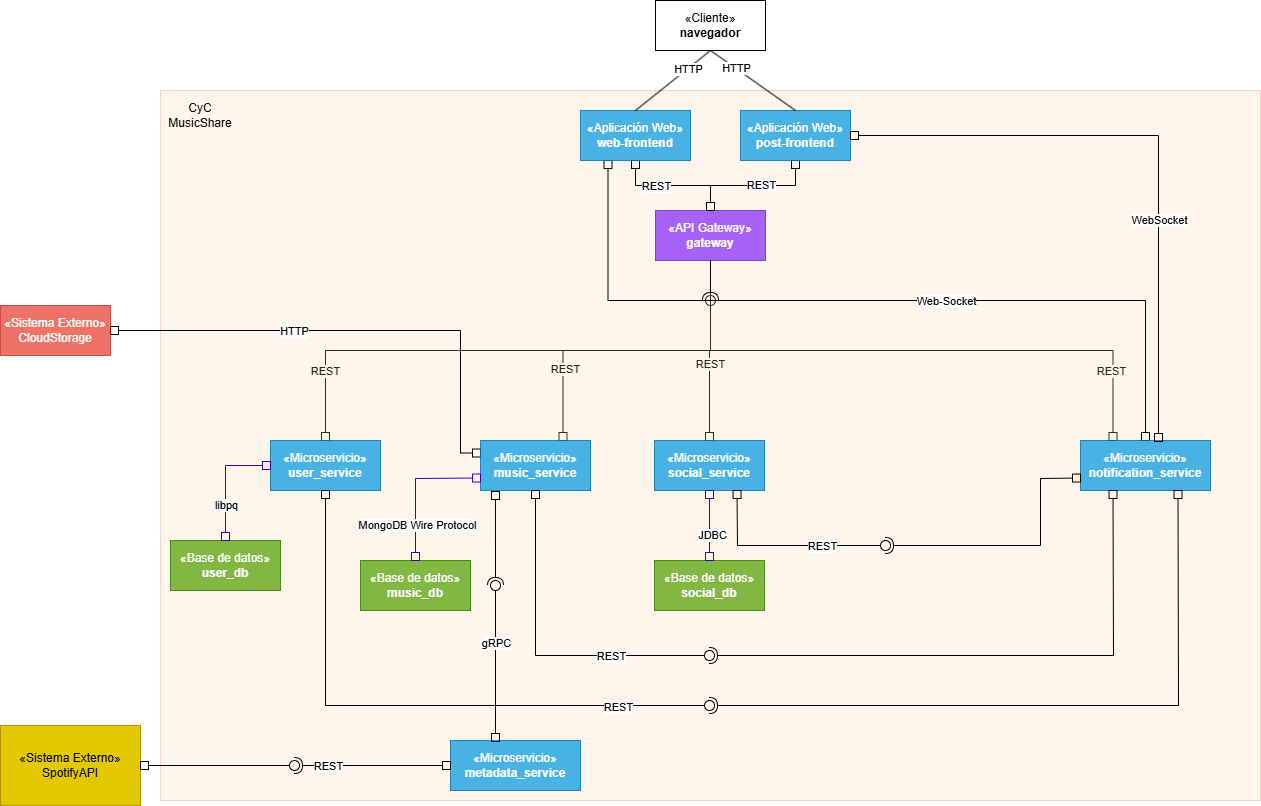 «Cliente»
navegador
HTTP
HTTP
CyC
MusicShare
«Aplicación Web»
web-frontend
«Aplicación Web»
post-frontend
REST
REST
«API Gateway»
gateway
WebSocket
Web-Socket
«Sistema Externo»
CloudStorage
HTTP
REST
REST
REST
REST
«Microservicio»
user_service
«Microservicio»
music_service
«Microservicio»
social_service
«Microservicio»
notification_service
libpq
MongoDB Wire Protocol
JDBC
REST
«Base de datos»
user_db
«Base de datos»
music_db
«Base de datos»
social_db
gRPC
REST
REST
«Sistema Externo»
SpotifyAPI
REST
«Microservicio»
metadata_service